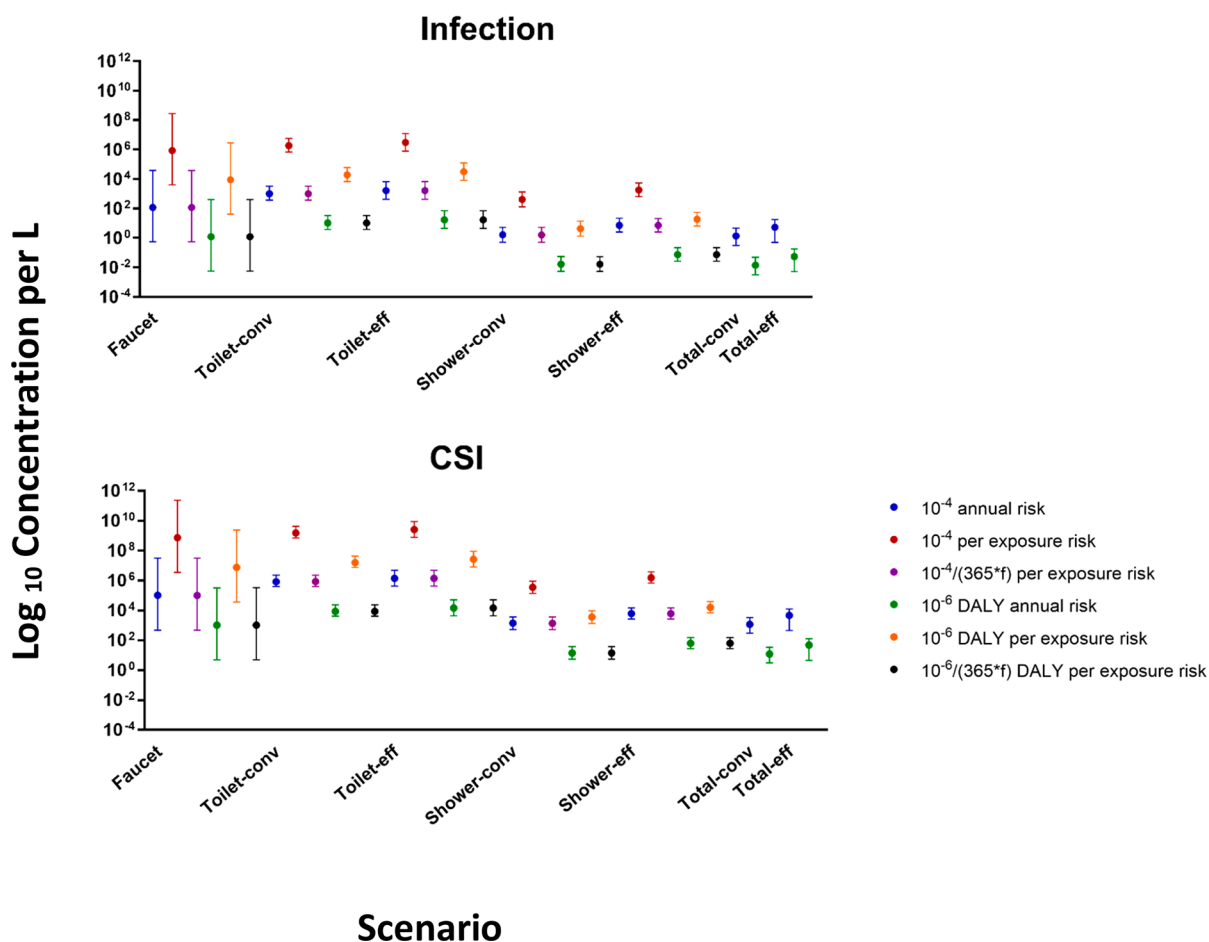 Infection
10^12
10^10
10^8
10^6
10^4
10^2
10^0
10^-2
10^-4
Faucet
Toilet-conv
Toilet-eff
Shower-conv
Shower-eff
Total-conv
Total-eff
Log 10 Concentration per L
CSI
10^12
10^10
10^8
10^6
10^4
10^2
10^0
10^-2
10^-4
Faucet
Toilet-conv
Toilet-eff
Shower-conv
Shower-eff
Total-conv
Total-eff
10^-4 annual risk
10^-4 per exposure risk
10^-4/(365*f) per exposure risk
10^-6 DALY annual risk
10^-6 DALY per exposure risk
10^-6/(365*f) DALY per exposure risk
Scenario